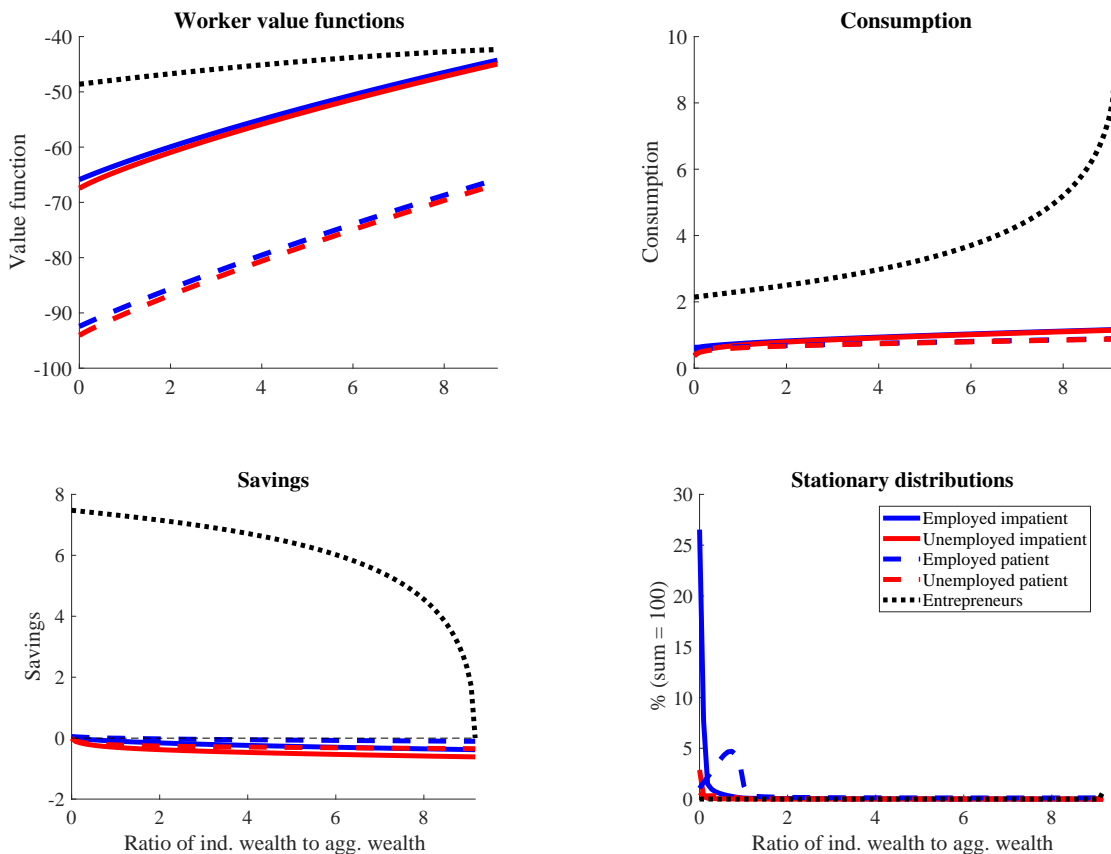 Worker value functions
-40
-50
-60
-70
-80
-90
-100
Value function
0 2 4 6 8
Consumption
10
8
6
4
2
0
Consumption
0 2 4 6 8
Savings
8
6
4
2
0
-2
Savings
0 2 4 6 8
Ratio of ind. wealth to agg. wealth
Stationary distributions
30
25
20
15
10
5
0
% (sum = 100)
Employed impatient
Unemployed impatient
Employed patient
Unemployed patient
Entrepreneurs
0 2 4 6 8
Ratio of ind. wealth to agg. wealth